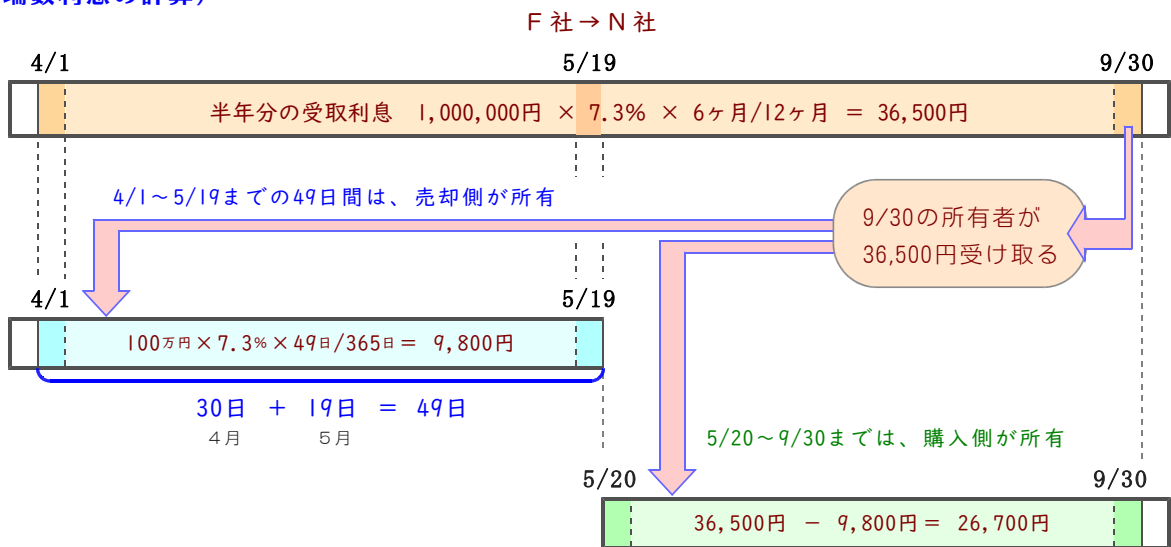 端数利息の計算)
F社→N社
4/1 5/19 9/30
半年分の受取利息 1,000,000円 × 7.3% × 6ヶ月/12ヶ月 = 36,500円
4/1～5/19までの49日間は、売却側が所有
9/30の所有者が
36,500円受け取る
4/1 5/19
100万円×7.3%×49日/365日= 9,800円
30日 + 19日 = 49日
4月 5月
5/20～9/30までは、購入側が所有
5/20 9/30
36,500円 - 9,800円= 26,700円